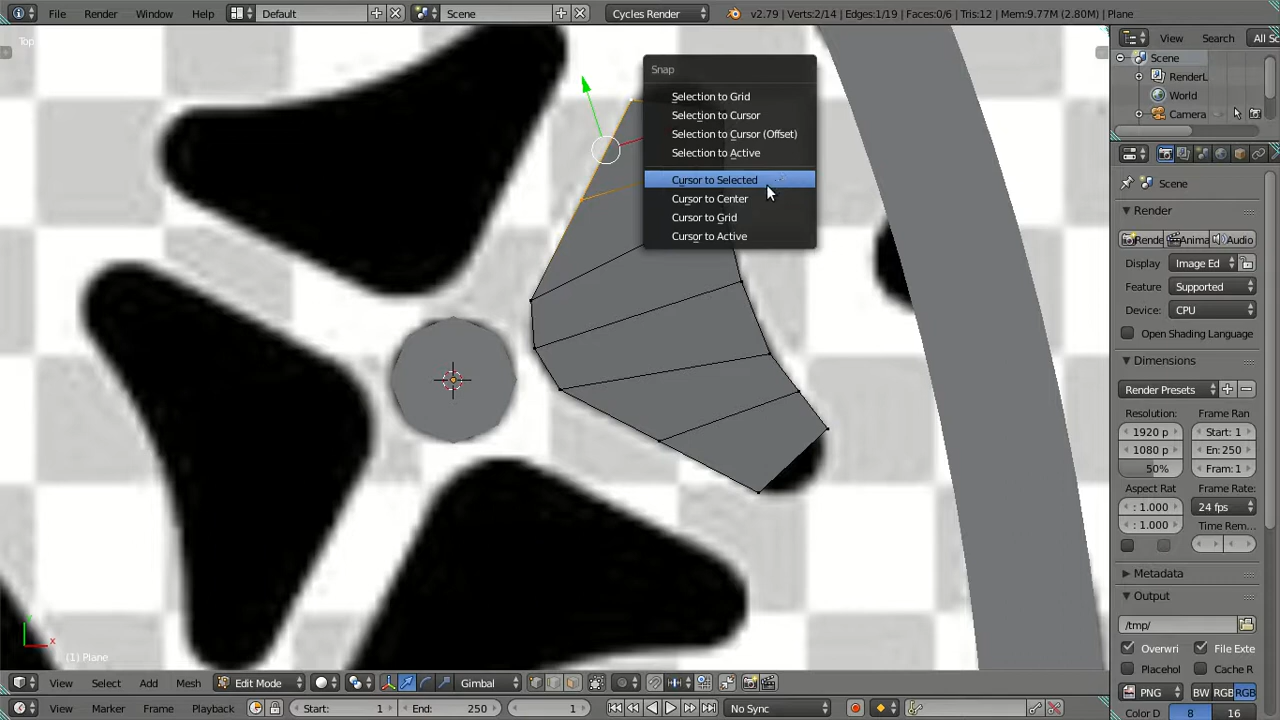 File Render Window Help Default Scene Cycles Render v2.79 | Verts:2/14 | Edges:1/19 | Faces:0/6 | Tris:12 | Mem:9.77M (2.80M) | Plane
Top
View Search All Sc
Scene
RenderL
World
Camera
Snap
Selection to Grid
Selection to Cursor
Selection to Cursor (Offset)
Selection to Active
Cursor to Selected
Cursor to Center
Cursor to Grid
Cursor to Active
Scene
Render
Rende Anima Audio
Display Image Ed
Feature Supported
Device: CPU
Open Shading Language
Dimensions
Render Presets
Resolution: Frame Ran
1920 p Start: 1
1080 p En: 250
50% Fram: 1
Aspect Rat Frame Rate:
: 1.000 24 fps
: 1.000 Time Rem...
Metadata
Output
/tmp/
Overwri File Exte
Placehol Cache R
PNG BW RGB RGB
Color D 8 16
y
x
(1) Plane
View Select Add Mesh Edit Mode Gimbal
View Marker Frame Playback Start: 1 End: 250 1 No Sync